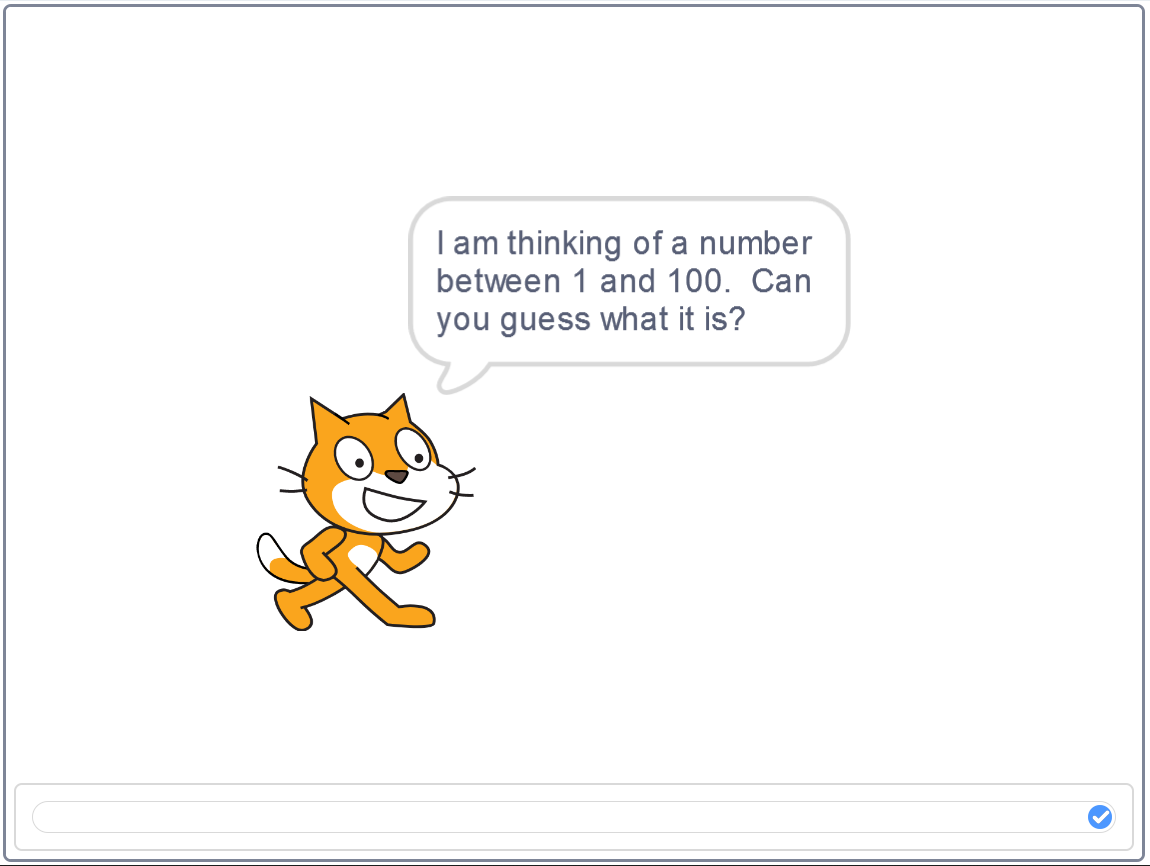 I am thinking of a number
between 1 and 100.  Can
you guess what it is?